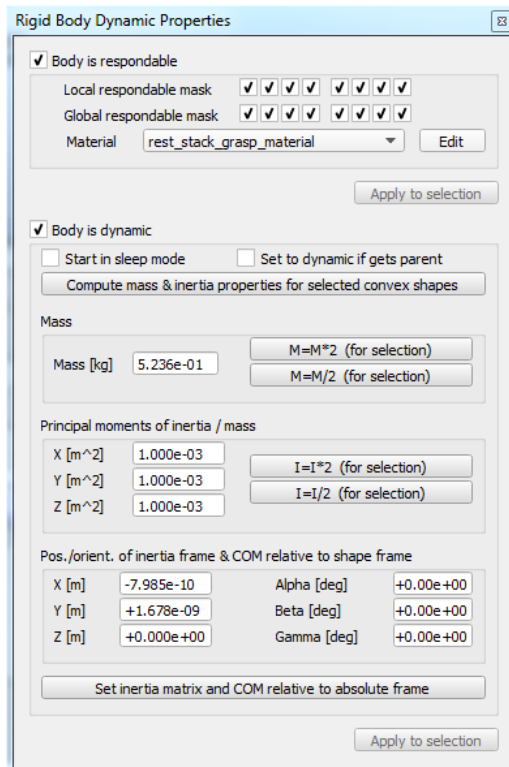 Rigid Body Dynamic Properties
Body is respondable
Local respondable mask
Global respondable mask
Material rest_stack_grasp_material Edit
Apply to selection
Body is dynamic
Start in sleep mode Set to dynamic if gets parent
Compute mass & inertia properties for selected convex shapes
Mass
Mass [kg] 5.236e-01 M=M*2 (for selection)
M=M/2 (for selection)
Principal moments of inertia / mass
X [m^2] 1.000e-03
Y [m^2] 1.000e-03 I=I*2 (for selection)
Z [m^2] 1.000e-03 I=I/2 (for selection)
Pos./orient. of inertia frame & COM relative to shape frame
X [m] -7.985e-10 Alpha [deg] +0.00e+00
Y [m] +1.678e-09 Beta [deg] +0.00e+00
Z [m] +0.000e+00 Gamma [deg] +0.00e+00
Set inertia matrix and COM relative to absolute frame
Apply to selection